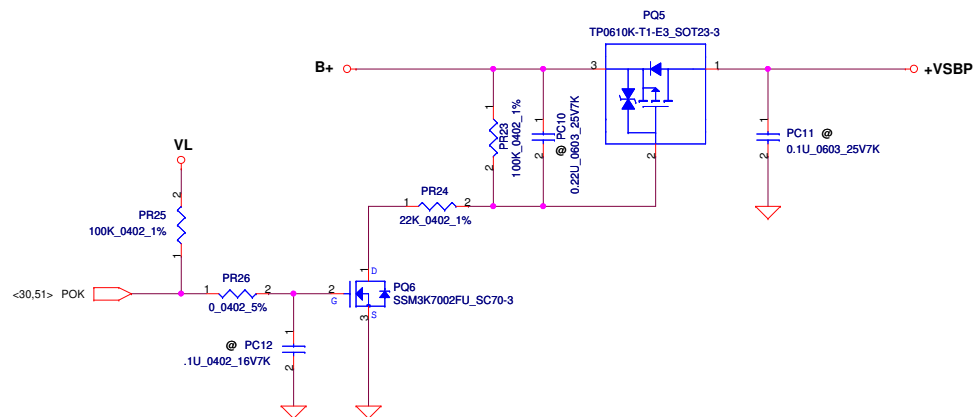 PQ5
TP0610K-T1-E3_SOT23-3
B+
3
1
+VSBP
1
PR23
100K_0402_1%
2
1
@ PC10
0.22U_0603_25V7K
2
2
1
PC11 @
0.1U_0603_25V7K
2
VL
2
PR25
100K_0402_1%
1
PR24
1
2
22K_0402_1%
<30,51> POK
PR26
1
2
0_0402_5%
1
D
2
G
PQ6
SSM3K7002FU_SC70-3
3
S
1
@ PC12
.1U_0402_16V7K
2